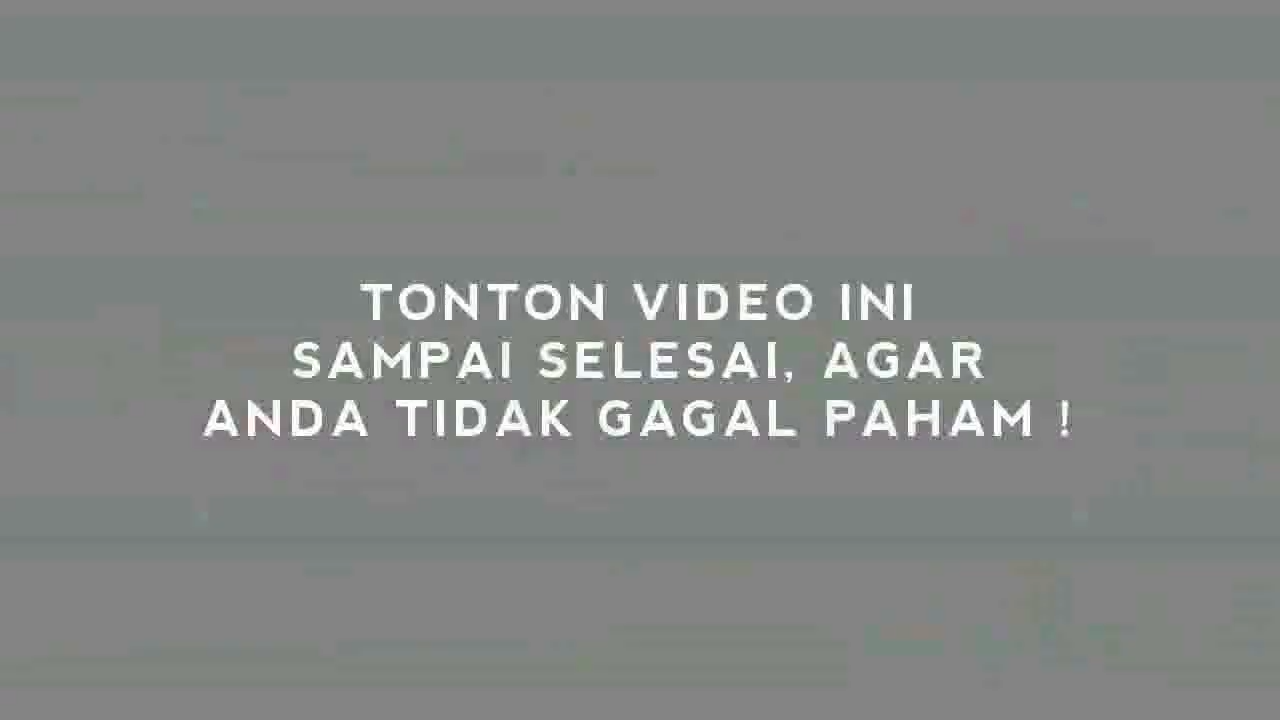 TONTON VIDEO INI
SAMPAI SELESAI, AGAR
ANDA TIDAK GAGAL PAHAM !